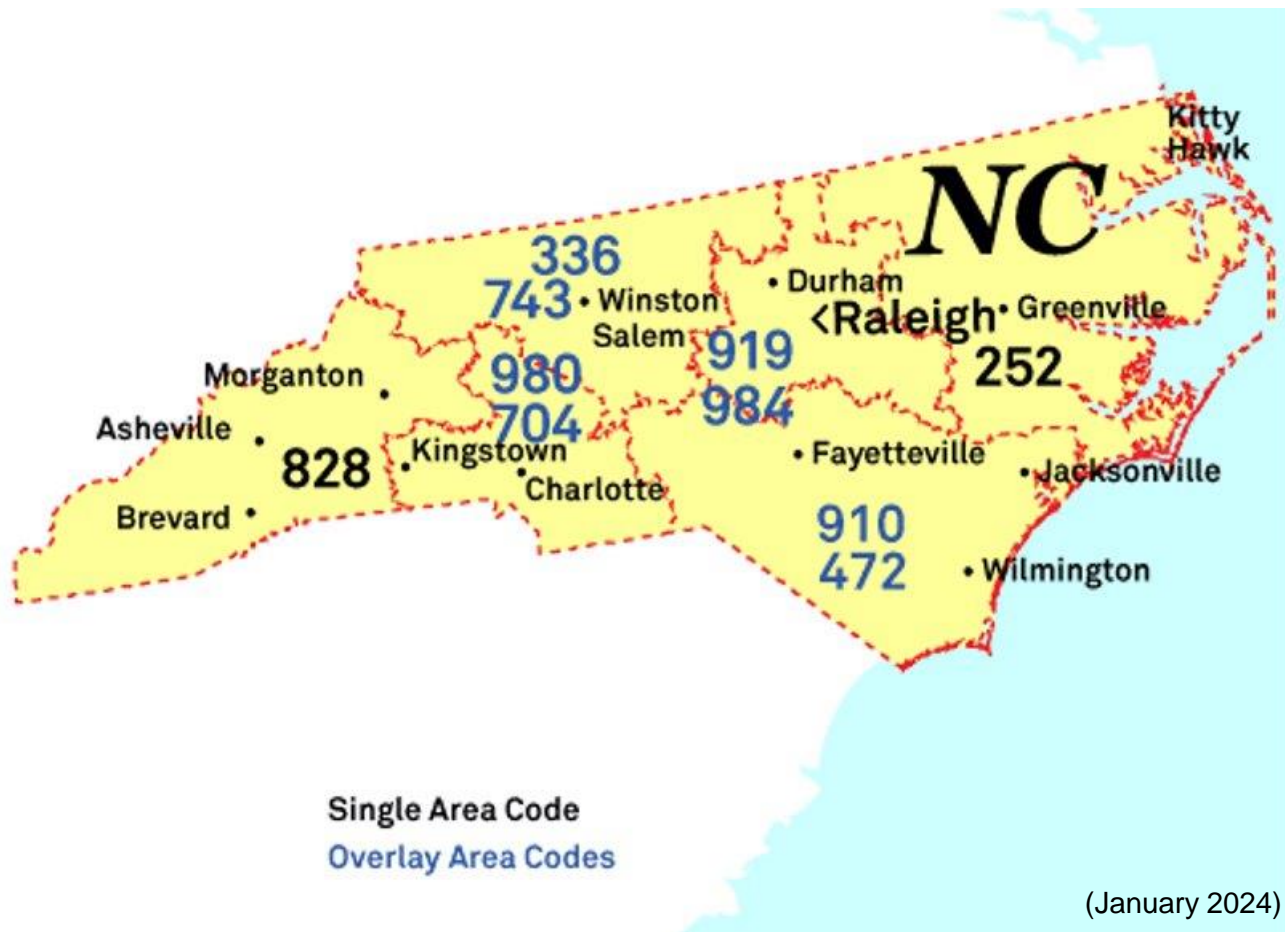 Kitty
Hawk
NC
336
743
Winston
Salem
Durham
<Raleigh
Greenville
919
984
252
980
704
Morganton
Asheville
828
Kingstown
Charlotte
Brevard
Fayetteville
Jacksonville
910
472
Wilmington
Single Area Code
Overlay Area Codes
(January 2024)